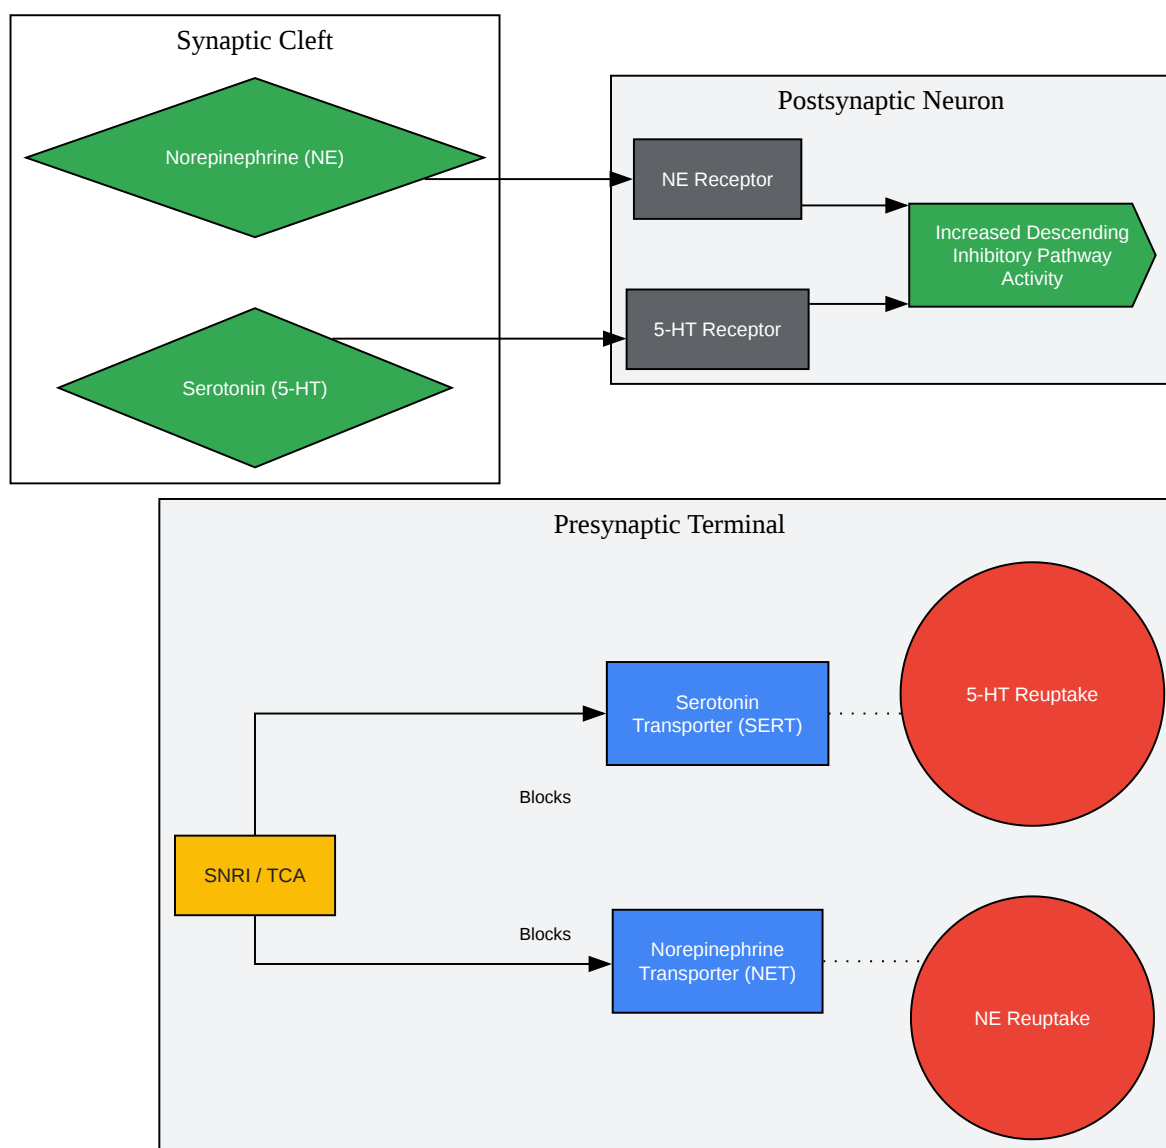 Synaptic Cleft
Norepinephrine (NE)
Serotonin (5-HT)
Postsynaptic Neuron
NE Receptor
5-HT Receptor
Increased Descending
Inhibitory Pathway
Activity
Presynaptic Terminal
SNRI / TCA
Blocks
Serotonin
Transporter (SERT)
5-HT Reuptake
Blocks
Norepinephrine
Transporter (NET)
NE Reuptake